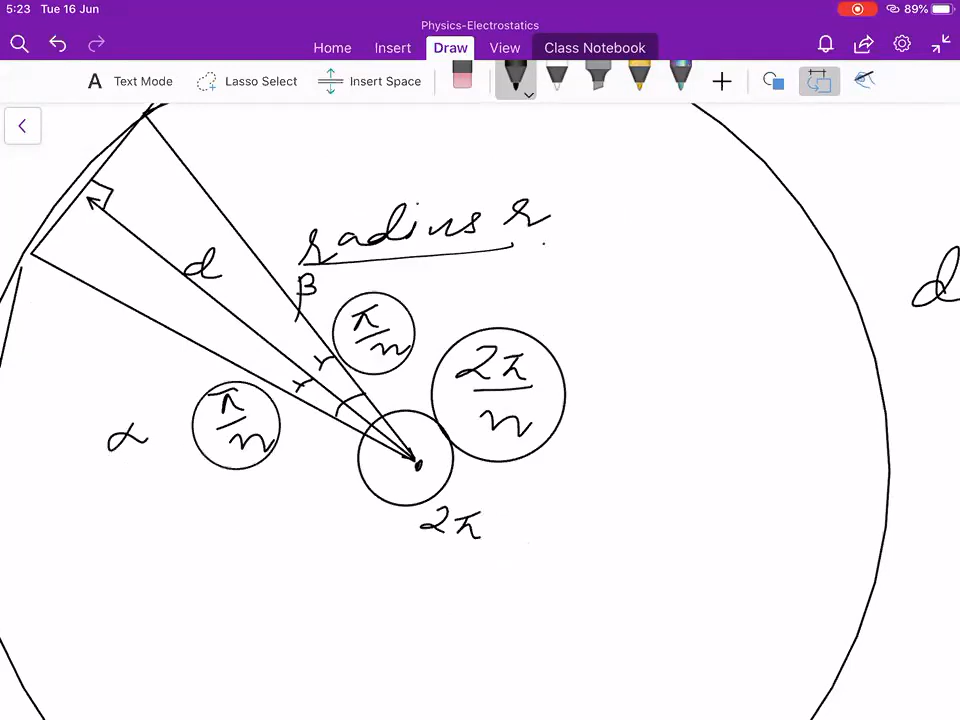 5:23 Tue 16 Jun
89%
Physics-Electrostatics
Home Insert Draw View Class Notebook
A Text Mode Lasso Select Insert Space
radius r
d
d
β
π/n
2π/n
π/n
α
2π